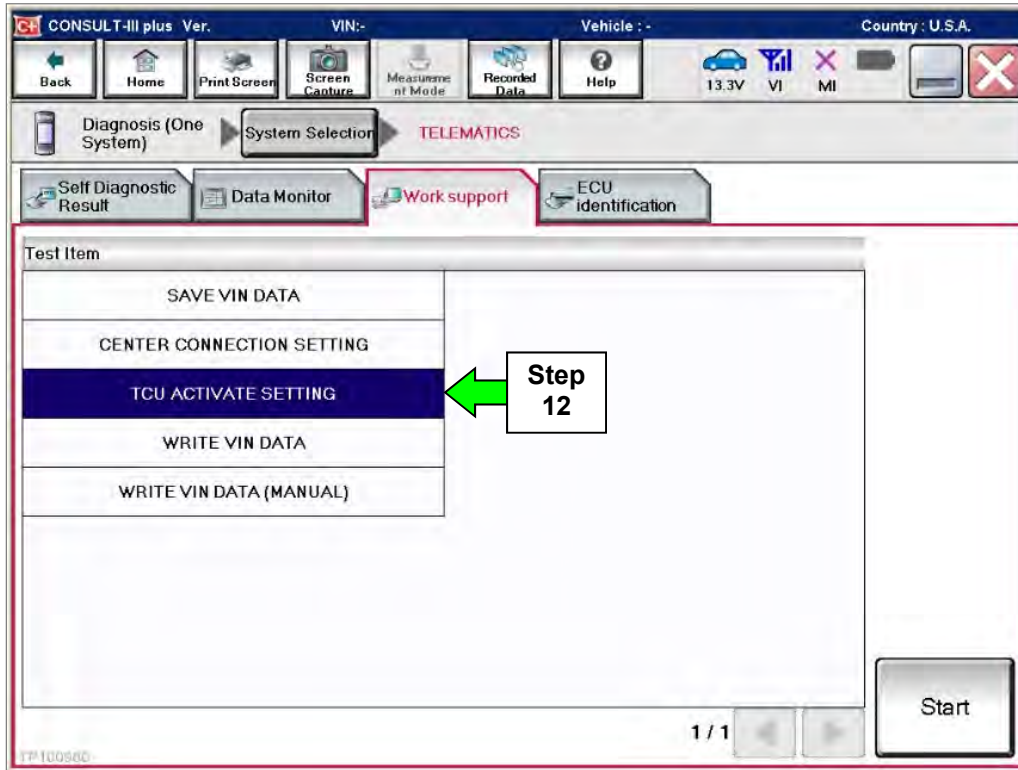 C+ CONSULT-III plus Ver. VIN:- Vehicle : - Country : U.S.A.
Back
Home
Print Screen
Screen
Capture
Measureme
nt Mode
Recorded
Data
Help
13.3V
VI
MI
Diagnosis (One
System)
System Selection
TELEMATICS
Self Diagnostic
Result
Data Monitor
Work support
ECU
identification
Test Item
SAVE VIN DATA
CENTER CONNECTION SETTING
TCU ACTIVATE SETTING
Step
12
WRITE VIN DATA
WRITE VIN DATA (MANUAL)
Start
1 / 1